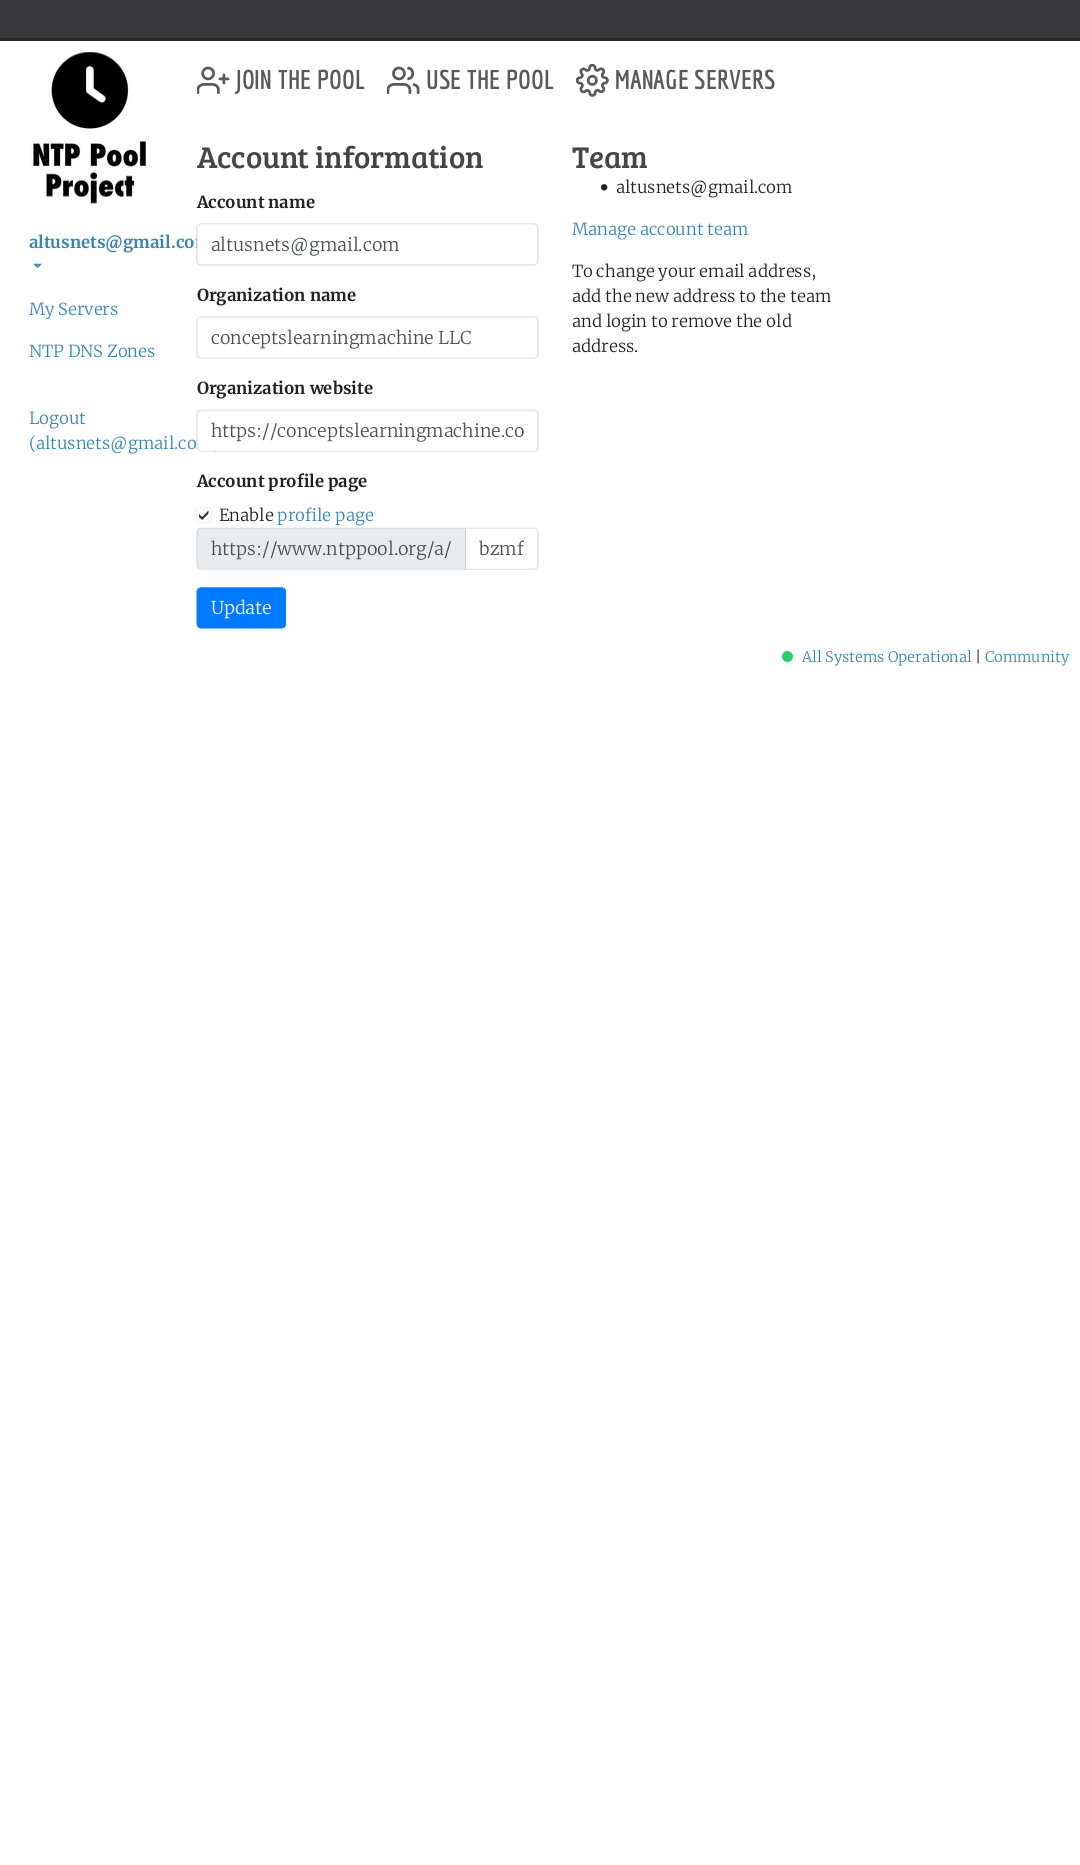 NTP Pool
Project
JOIN THE POOL
USE THE POOL
MANAGE SERVERS
altusnets@gmail.co
My Servers
NTP DNS Zones
Logout
(altusnets@gmail.co
Account information
Account name
altusnets@gmail.com
Organization name
conceptslearningmachine LLC
Organization website
https://conceptslearningmachine.co
Account profile page
Enable profile page
https://www.ntppool.org/a/ bzmf
Update
Team
• altusnets@gmail.com
Manage account team
To change your email address,
add the new address to the team
and login to remove the old
address.
All Systems Operational | Community